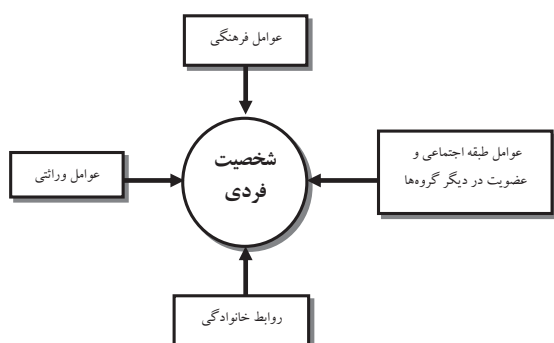 عوامل فرهنگی
عوامل طبقه اجتماعی و
عضویت در دیگر گروه‌ها
شخصیت
فردی
عوامل وراثتی
روابط خانوادگی